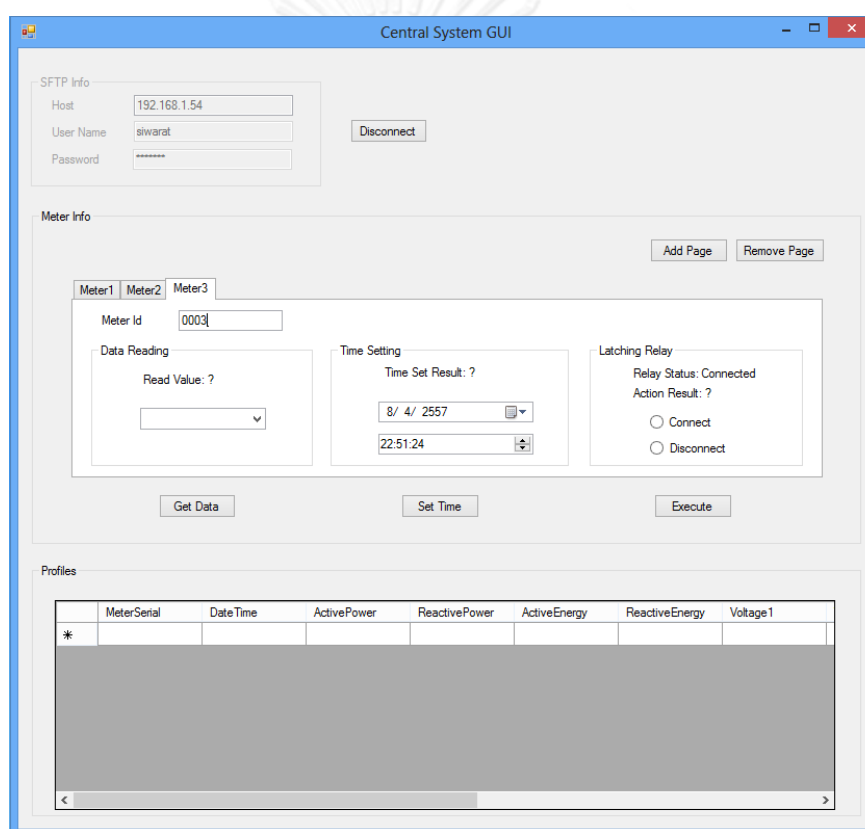 Central System GUI
SFTP Info
Host 192.168.1.54
User Name siwarat
Disconnect
Password *******
Meter Info
Add Page Remove Page
Meter1 Meter2 Meter3
Meter Id 0003
Data Reading Time Setting Latching Relay
Read Value: ? Time Set Result: ? Relay Status: Connected
Action Result: ?
8/ 4/ 2557
Connect
22:51:24
Disconnect
Get Data Set Time Execute
Profiles
MeterSerial DateTime ActivePower ReactivePower ActiveEnergy ReactiveEnergy Voltage1